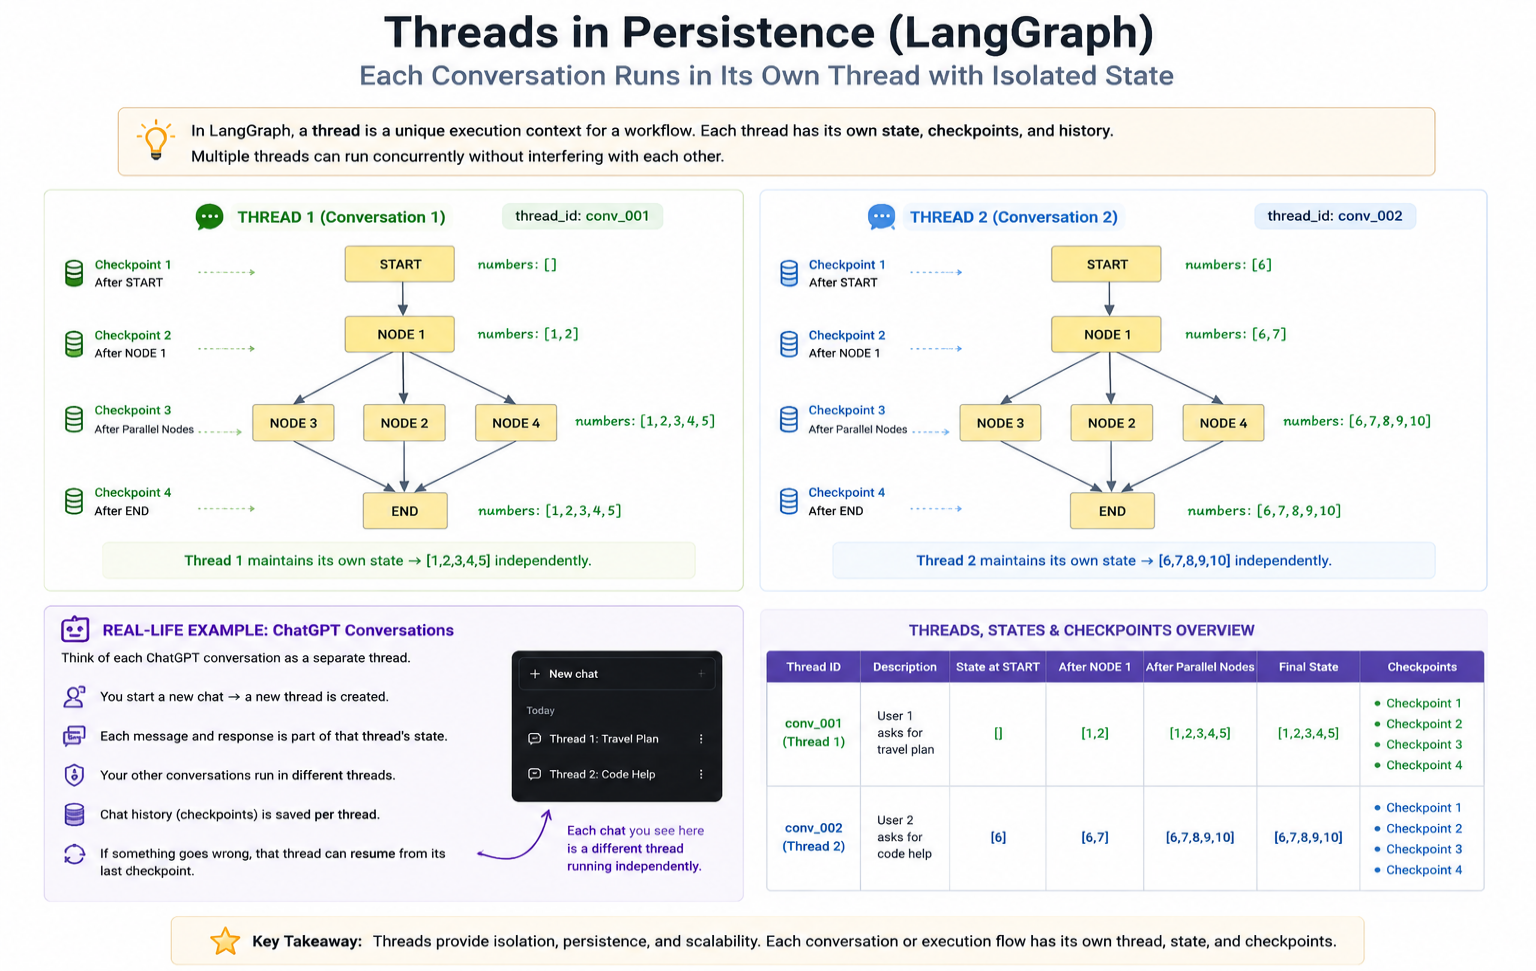 Threads in Persistence (LangGraph)
Each Conversation Runs in Its Own Thread with Isolated State
In LangGraph, a thread is a unique execution context for a workflow. Each thread has its own state, checkpoints, and history.
Multiple threads can run concurrently without interfering with each other.
THREAD 1 (Conversation 1)
thread_id: conv_001
Checkpoint 1
After START
START
numbers: []
Checkpoint 2
After NODE 1
NODE 1
numbers: [1,2]
Checkpoint 3
After Parallel Nodes
NODE 3
NODE 2
NODE 4
numbers: [1,2,3,4,5]
Checkpoint 4
After END
END
numbers: [1,2,3,4,5]
Thread 1 maintains its own state → [1,2,3,4,5] independently.
THREAD 2 (Conversation 2)
thread_id: conv_002
Checkpoint 1
After START
START
numbers: [6]
Checkpoint 2
After NODE 1
NODE 1
numbers: [6,7]
Checkpoint 3
After Parallel Nodes
NODE 3
NODE 2
NODE 4
numbers: [6,7,8,9,10]
Checkpoint 4
After END
END
numbers: [6,7,8,9,10]
Thread 2 maintains its own state → [6,7,8,9,10] independently.
REAL-LIFE EXAMPLE: ChatGPT Conversations
Think of each ChatGPT conversation as a separate thread.
You start a new chat → a new thread is created.
Each message and response is part of that thread's state.
Your other conversations run in different threads.
Chat history (checkpoints) is saved per thread.
If something goes wrong, that thread can resume from its
last checkpoint.
+ New chat +
Today
Thread 1: Travel Plan
Thread 2: Code Help
Each chat you see here
is a different thread
running independently.
THREADS, STATES & CHECKPOINTS OVERVIEW
Thread ID Description State at START After NODE 1 After Parallel Nodes Final State Checkpoints
conv_001
(Thread 1)
User 1
asks for
travel plan
[]
[1,2]
[1,2,3,4,5]
[1,2,3,4,5]
• Checkpoint 1
• Checkpoint 2
• Checkpoint 3
• Checkpoint 4
conv_002
(Thread 2)
User 2
asks for
code help
[6]
[6,7]
[6,7,8,9,10]
[6,7,8,9,10]
• Checkpoint 1
• Checkpoint 2
• Checkpoint 3
• Checkpoint 4
Key Takeaway: Threads provide isolation, persistence, and scalability. Each conversation or execution flow has its own thread, state, and checkpoints.